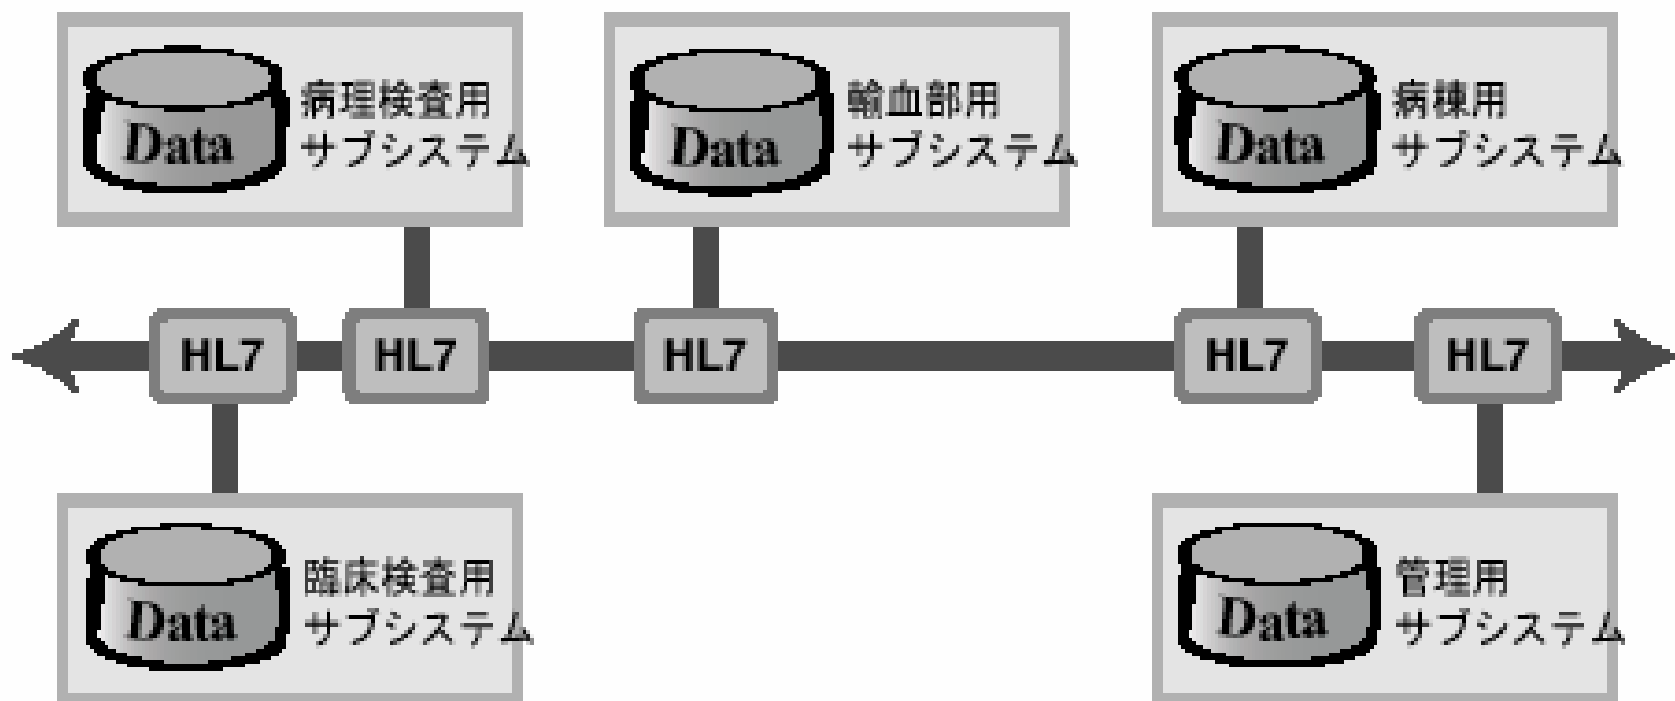 Data
病理検査用
サブシステム
Data
輸血部用
サブシステム
Data
病棟用
サブシステム
HL7
HL7
HL7
HL7
HL7
Data
臨床検査用
サブシステム
Data
管理用
サブシステム